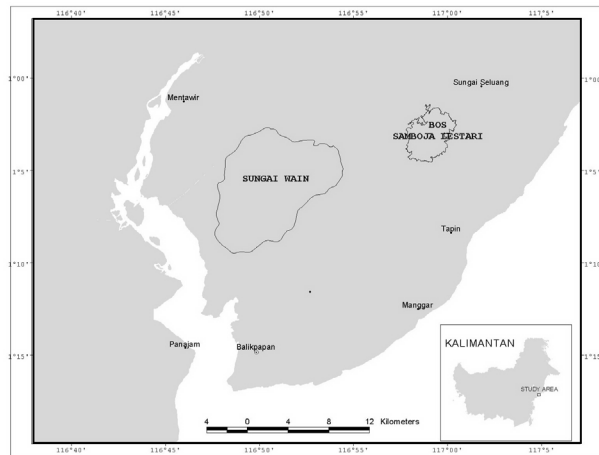 116°40' 116°45' 116°50' 116°55' 117°00' 117°5'
1°00'
Sungai Seluang
Mentawir
BOS
SAMBOJA LESTARI
1°5'
SUNGAI WAIN
Tapin
1°10'
Manggar
KALIMANTAN
Panajam
Balikpapan
1°15'
STUDY AREA
4 0 4 8 12 Kilometers
116°40' 116°45' 116°50' 116°55' 117°00' 117°5'
1°00'
1°5'
1°10'
1°15'